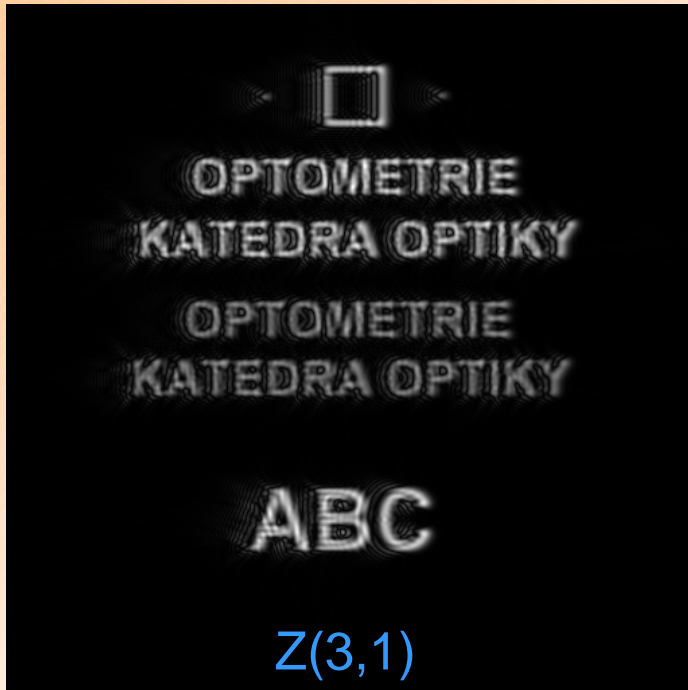 OPTOMETRIE
KATEDRA OPTIKY
OPTOMETRIE
KATEDRA OPTIKY
ABC
Z(3,1)